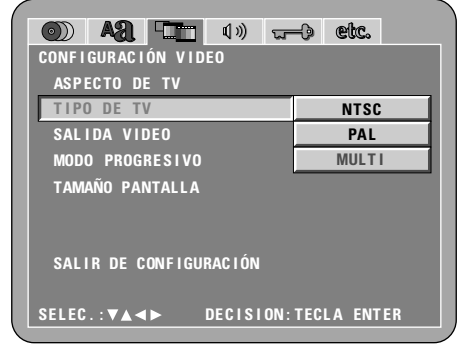 Aa etc.
CONFIGURACIÓN VIDEO
ASPECTO DE TV
TIPO DE TV NTSC
SALIDA VIDEO PAL
MODO PROGRESIVO MULTI
TAMAÑO PANTALLA
SALIR DE CONFIGURACIÓN
SELEC.:▼▲◄► DECISION:TECLA ENTER